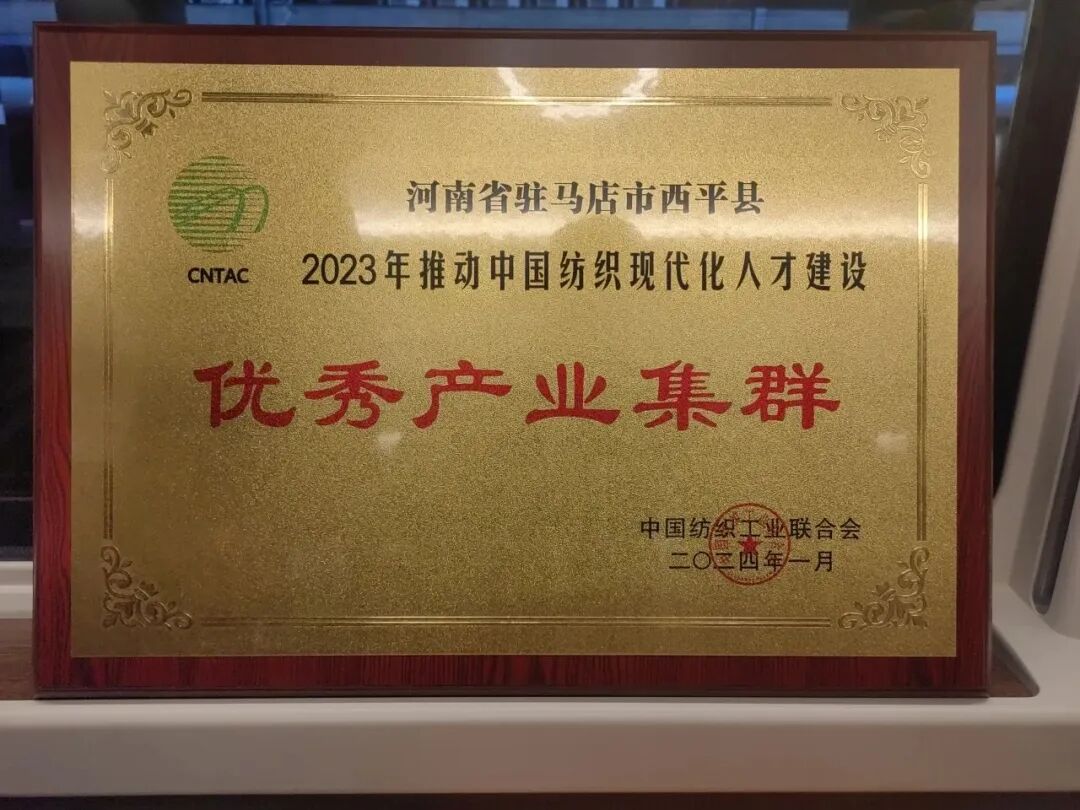 河南省驻马店市西平县
CNTAC
2023年推动中国纺织现代化人才建设
优秀产业集群
中国纺织工业联合会
二〇二四年一月